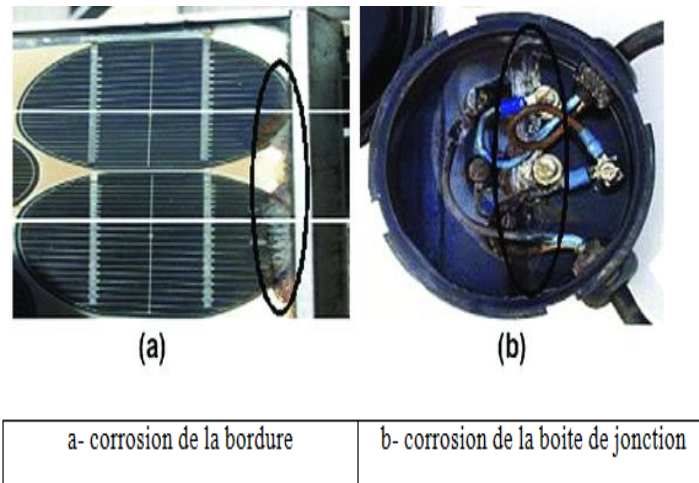 (a) (b)
a- corrosion de la bordure
b- corrosion de la boite de jonction